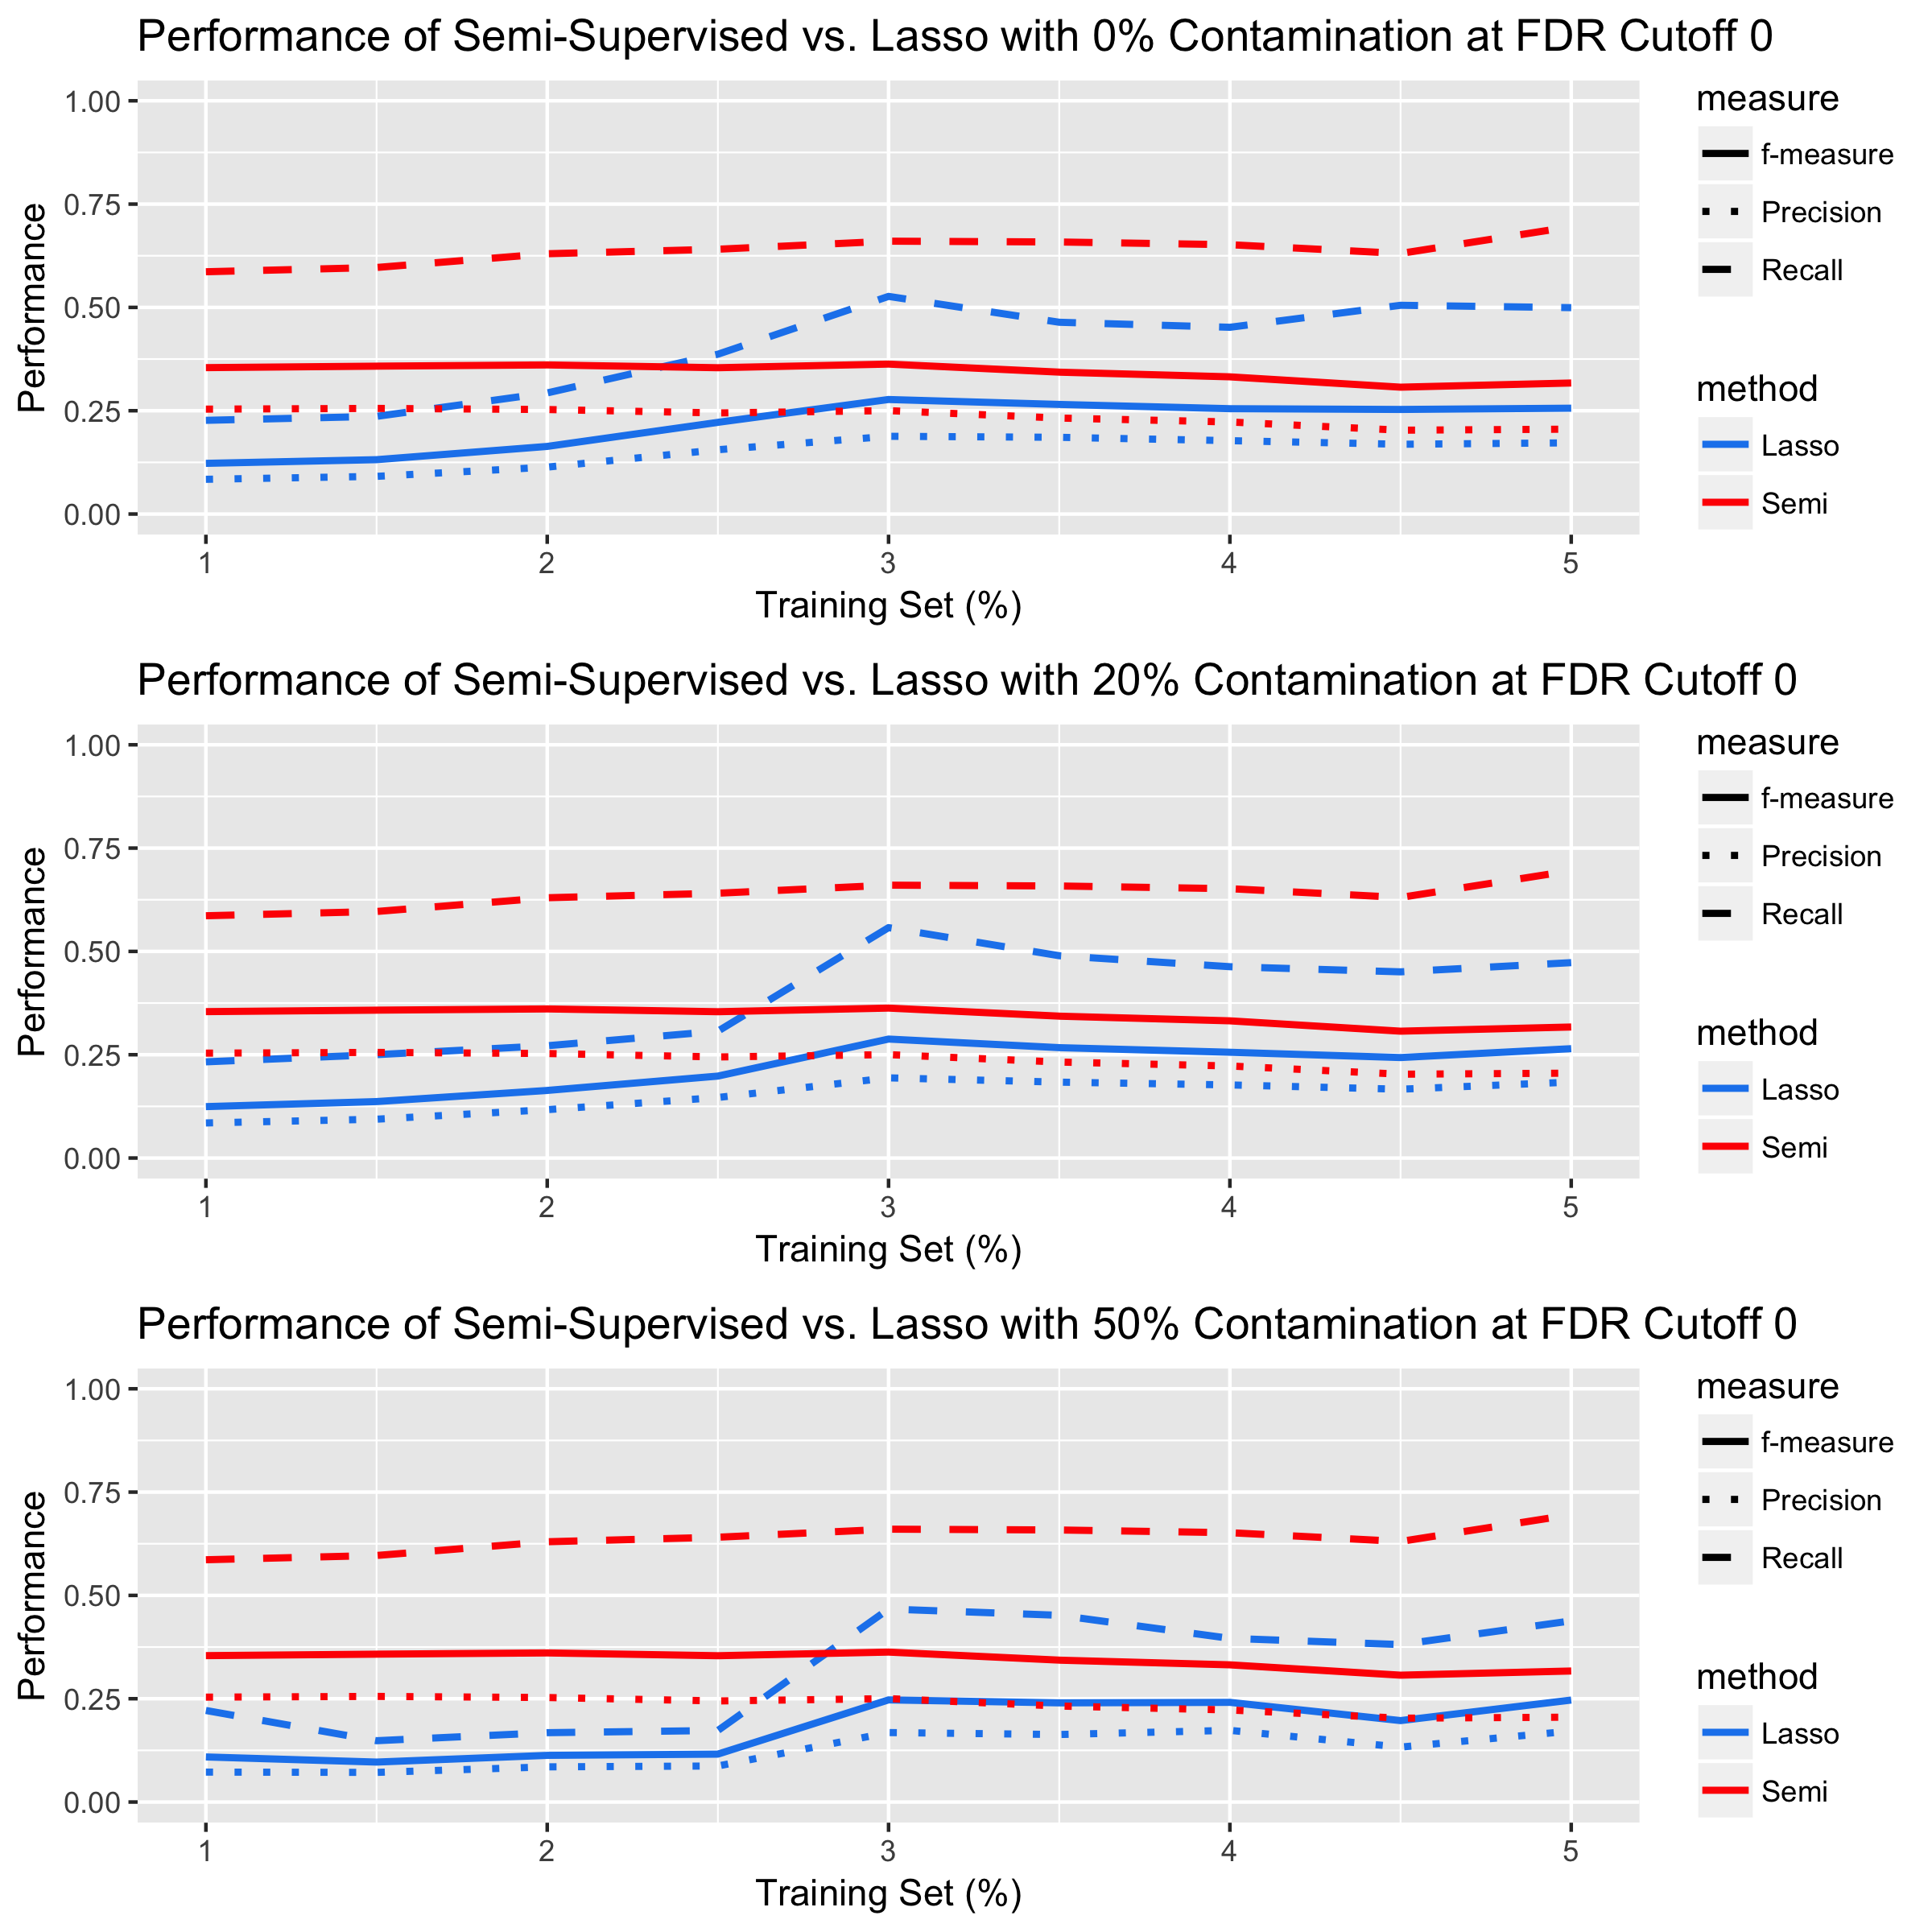 Performance of Semi-Supervised vs. Lasso with 0% Contamination at FDR Cutoff 0
Performance
1.00
0.75
0.50
0.25
0.00
1 2 3 4 5
Training Set (%)
measure
f-measure
Precision
Recall
method
Lasso
Semi
Performance of Semi-Supervised vs. Lasso with 20% Contamination at FDR Cutoff 0
Performance
1.00
0.75
0.50
0.25
0.00
1 2 3 4 5
Training Set (%)
measure
f-measure
Precision
Recall
method
Lasso
Semi
Performance of Semi-Supervised vs. Lasso with 50% Contamination at FDR Cutoff 0
Performance
1.00
0.75
0.50
0.25
0.00
1 2 3 4 5
Training Set (%)
measure
f-measure
Precision
Recall
method
Lasso
Semi